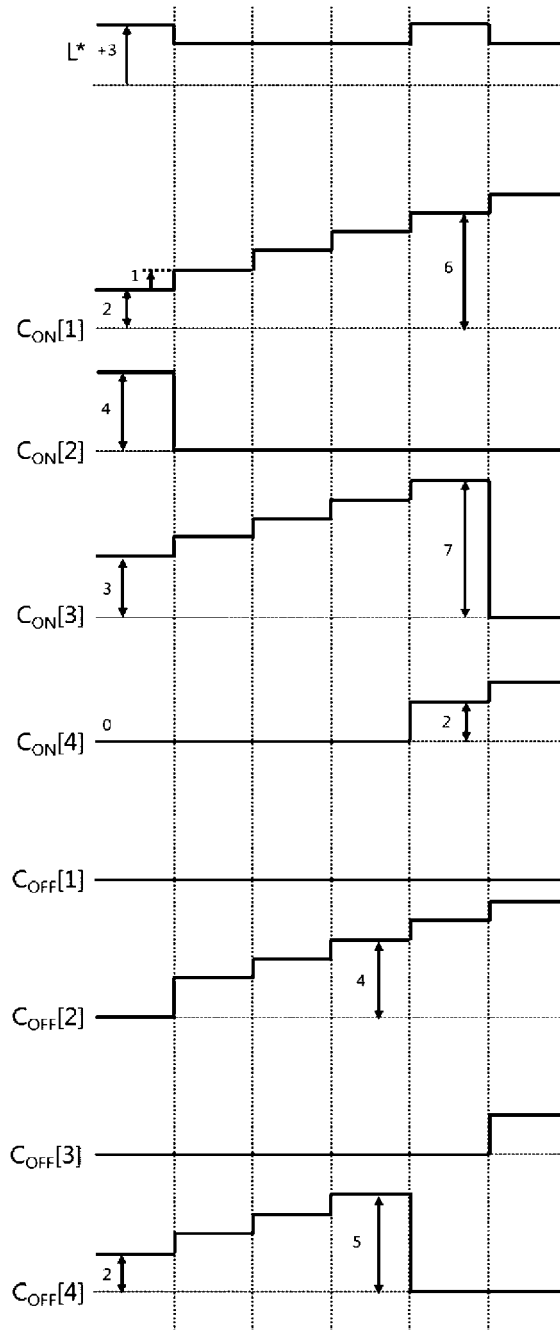 L* +3
1
2
6
C_ON[1]
4
C_ON[2]
7
3
C_ON[3]
0
2
C_ON[4]
C_OFF[1]
4
C_OFF[2]
C_OFF[3]
5
2
C_OFF[4]